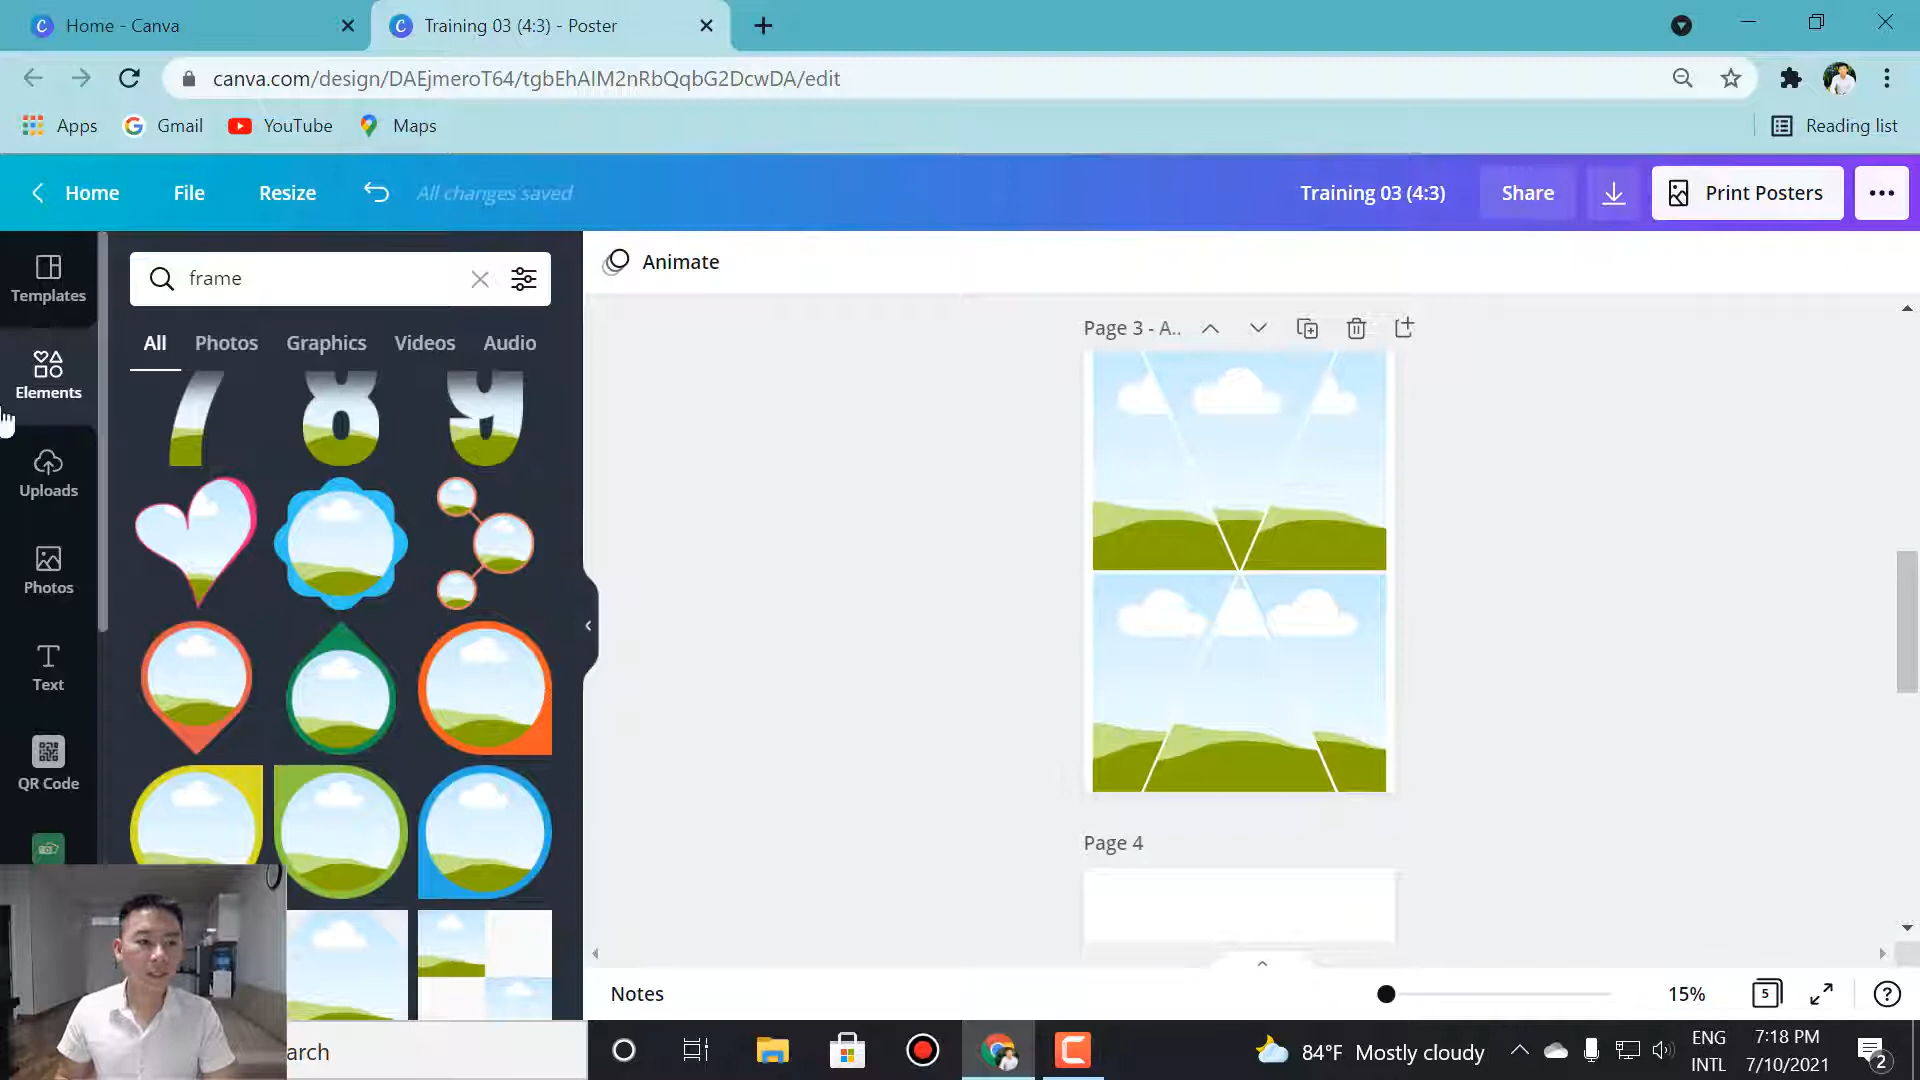 Home - Canva
Training 03 (4:3) - Poster
canva.com/design/DAEjmeroT64/tgbEhAIM2nRbQqbG2DcwDA/edit
Apps
Gmail
YouTube
Maps
Reading list
Home
File
Resize
All changes saved
Training 03 (4:3)
Share
Print Posters
Templates
Elements
Uploads
Photos
Text
QR Code
frame
All
Photos
Graphics
Videos
Audio
7
8
9
Animate
Page 3 - A..
Page 4
Notes
15%
5
arch
84°F Mostly cloudy
ENG
INTL
7:18 PM
7/10/2021
2